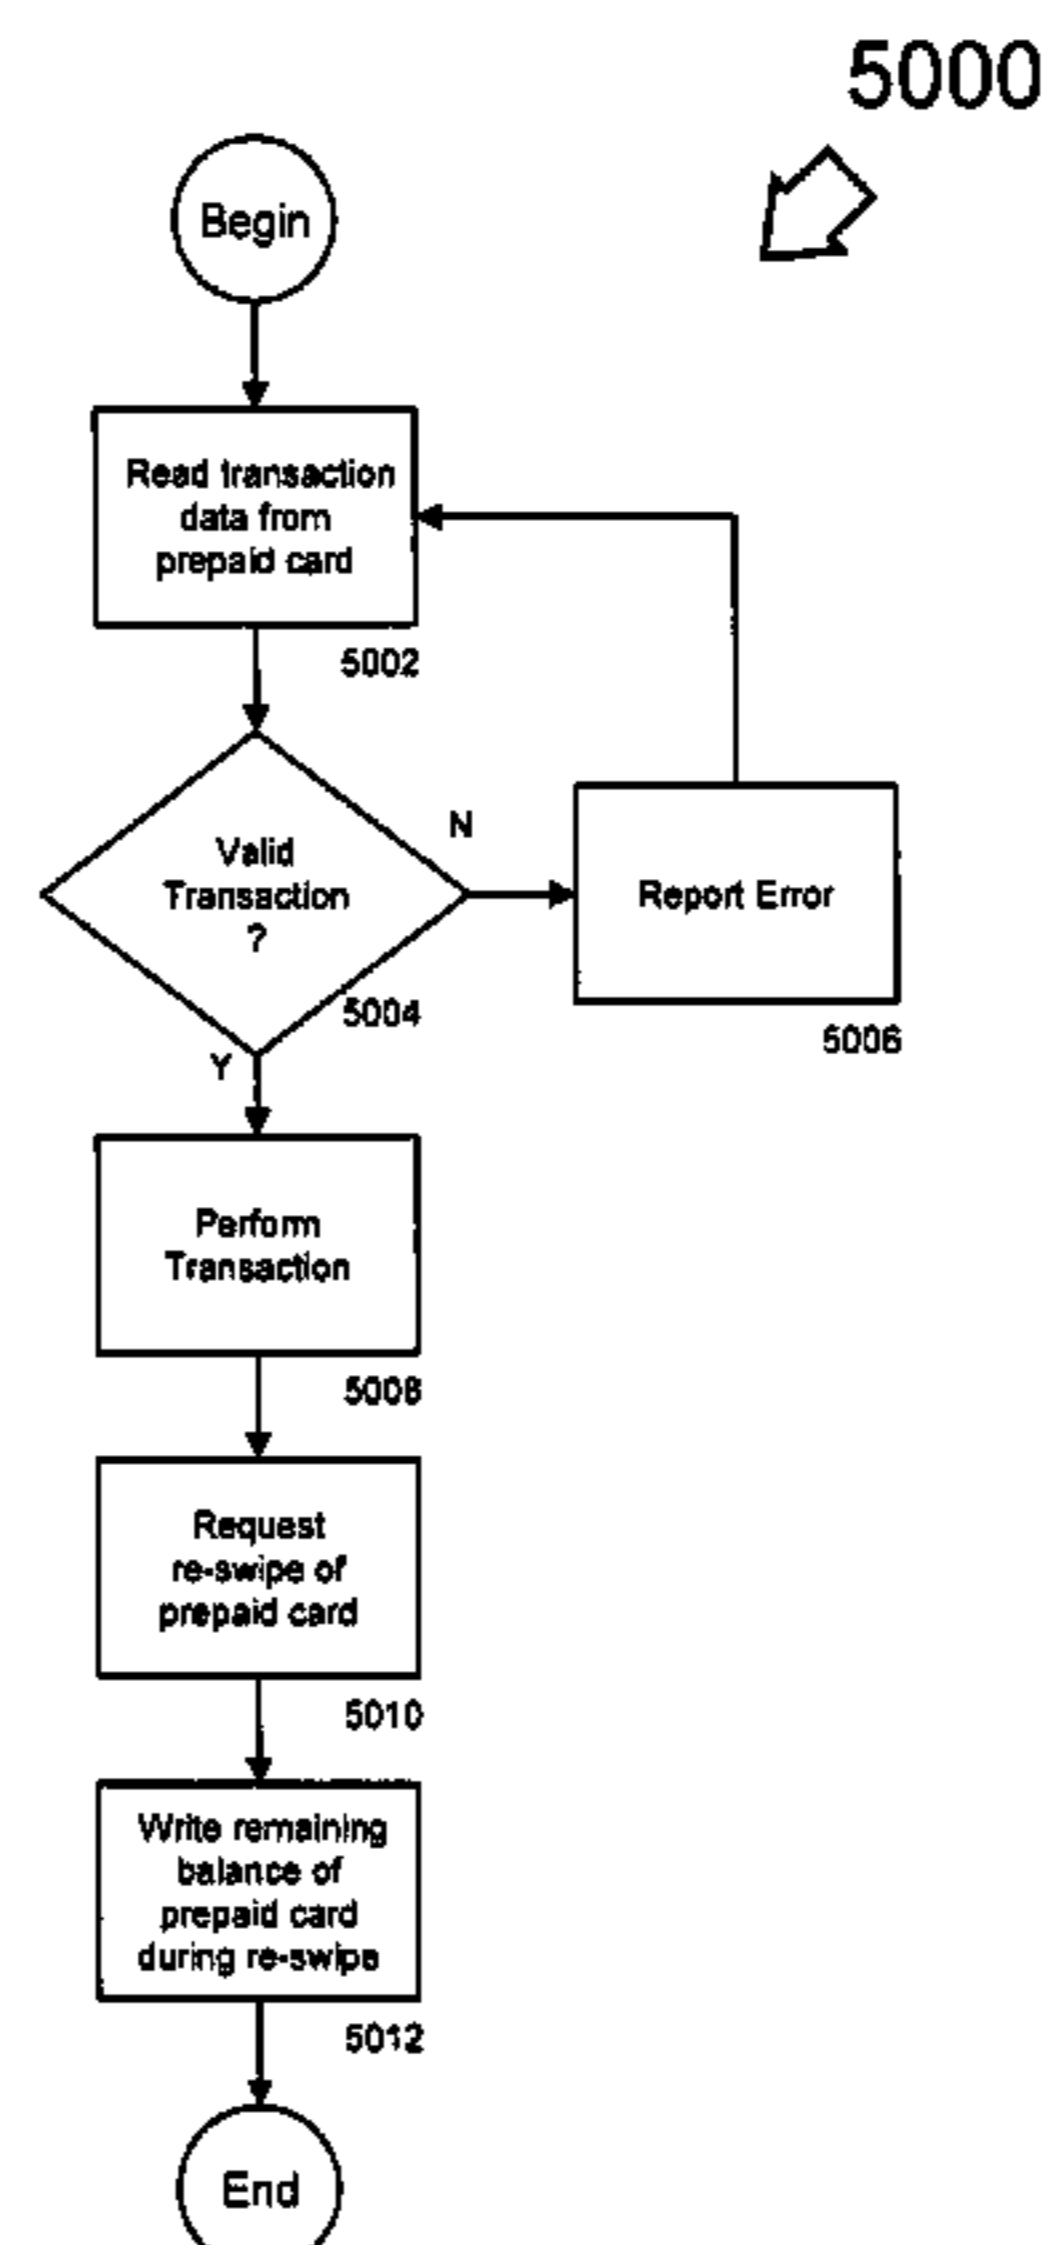 5000
Begin
Read transaction
data from
prepaid card
5002
Valid
Transaction
?
N
5004
Y
Report Error
5006
Perform
Transaction
5008
Request
re-swipe of
prepaid card
5010
Write remaining
balance of
prepaid card
during re-swipe
5012
End